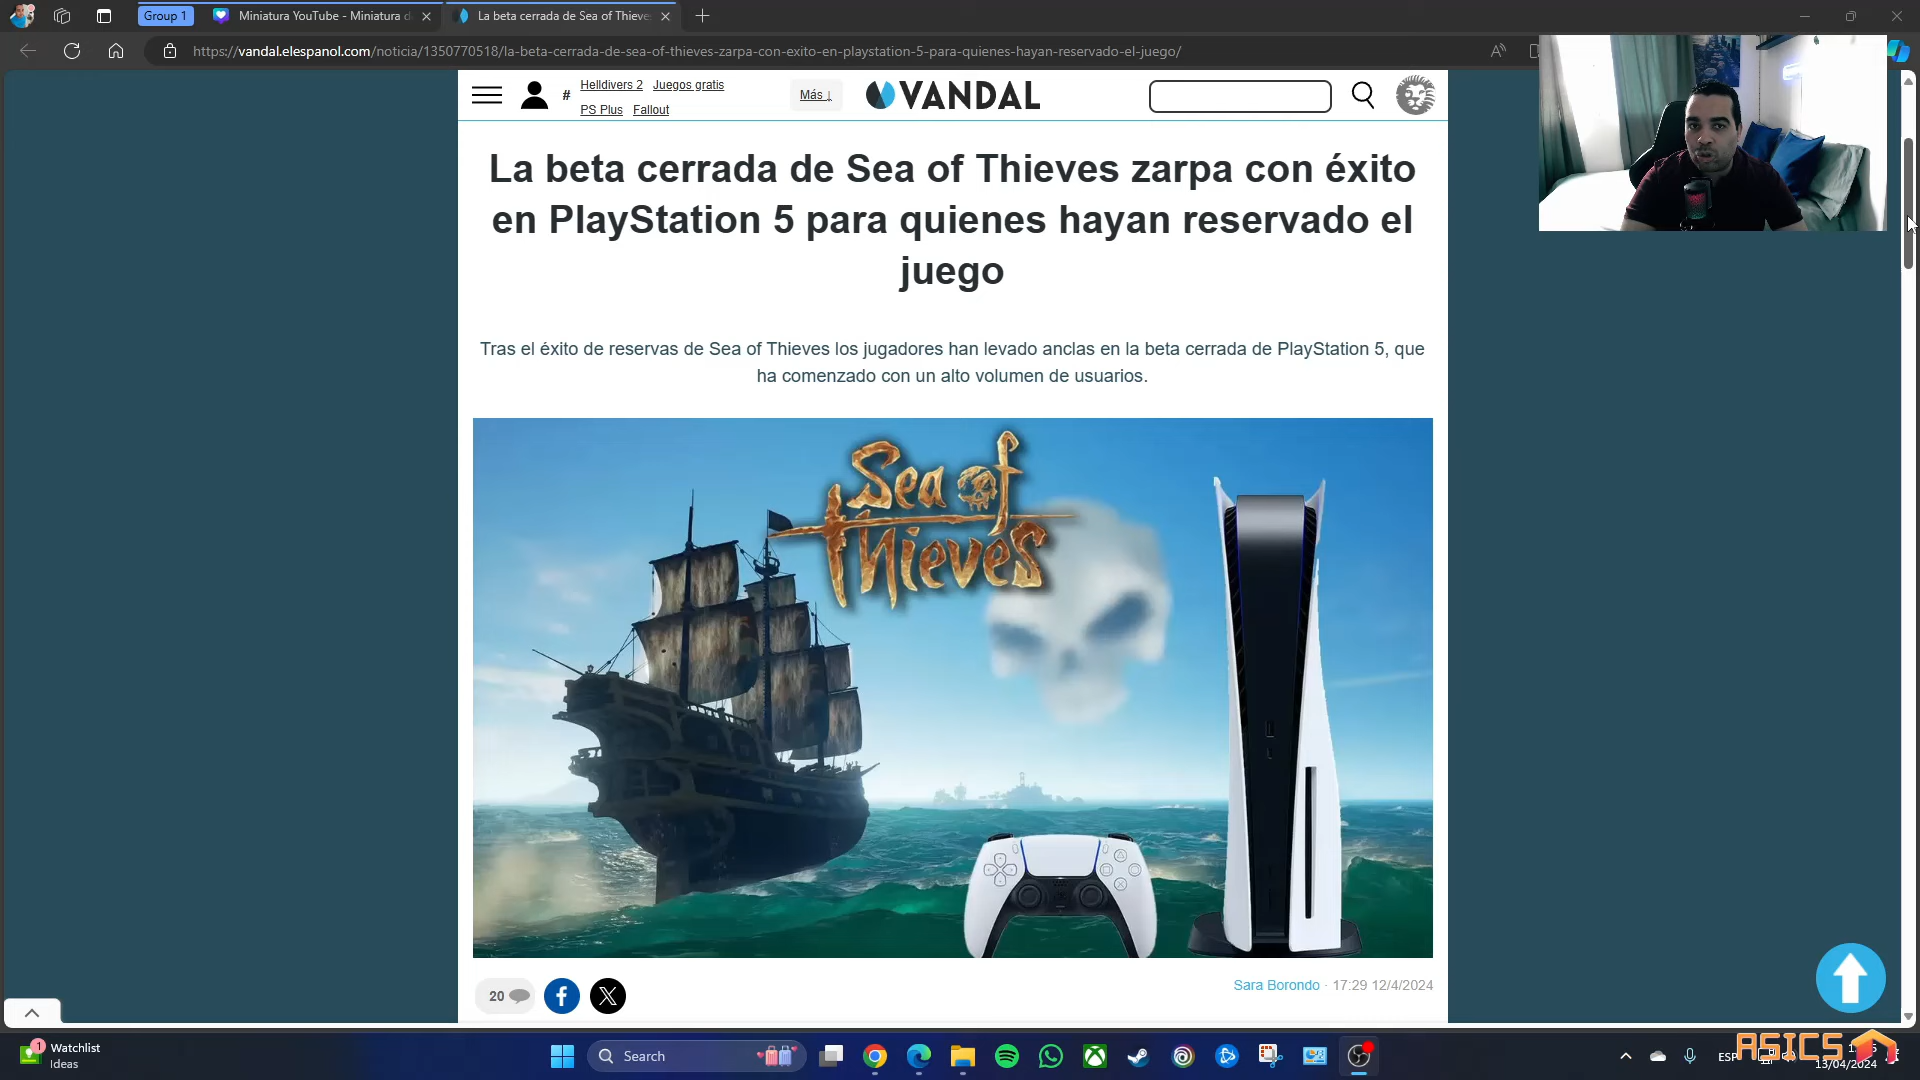 Group 1
Miniatura YouTube - Miniatura d
La beta cerrada de Sea of Thieve
https://vandal.elespanol.com/noticia/1350770518/la-beta-cerrada-de-sea-of-thieves-zarpa-con-exito-en-playstation-5-para-quienes-hayan-reservado-el-juego/
# Helldivers 2 Juegos gratis
PS Plus Fallout
Más ↓
VANDAL
La beta cerrada de Sea of Thieves zarpa con éxito
en PlayStation 5 para quienes hayan reservado el
juego
Tras el éxito de reservas de Sea of Thieves los jugadores han levado anclas en la beta cerrada de PlayStation 5, que
ha comenzado con un alto volumen de usuarios.
Sea of
Thieves
20
Sara Borondo · 17:29 12/4/2024
1
Watchlist
Ideas
Search
ESP
ASICS
13/04/2024